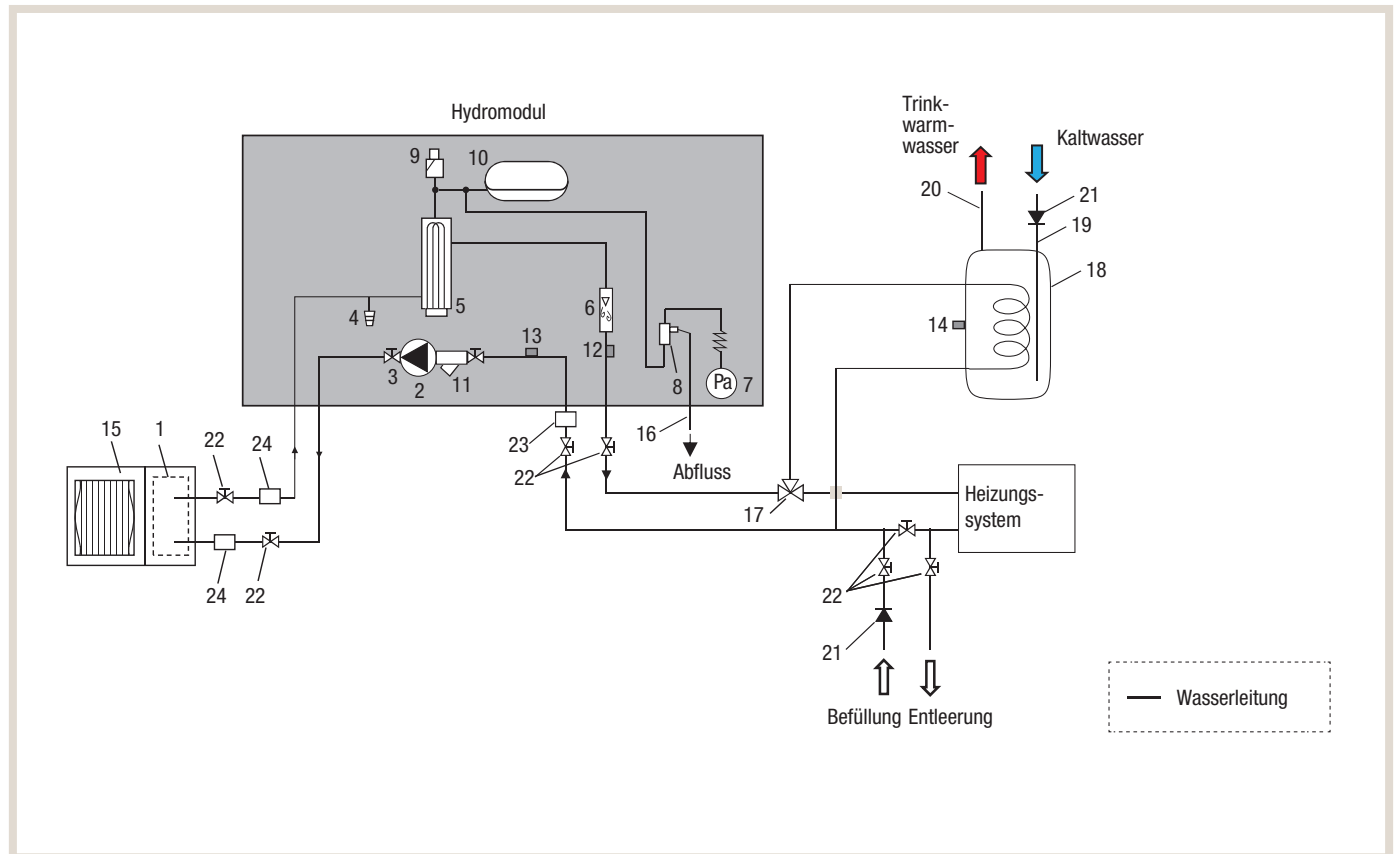 Hydromodul
Trink-
warm-
wasser
Kaltwasser
9
10
20
21
19
18
5
4
6
14
13
12
3
2
11
8
Pa
7
15
1
22
24
23
22
16
Abfluss
17
Heizungs-
system
24
22
22
21
Befüllung
Entleerung
Wasserleitung